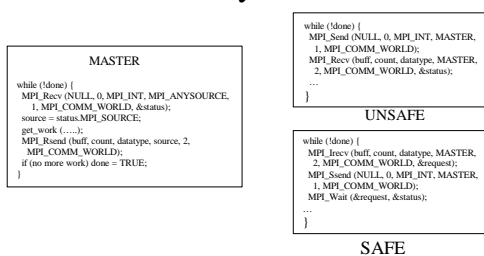 MASTER
while (!done) {
MPI_Recv (NULL, 0, MPI_INT, MPI_ANYSOURCE,
1, MPI_COMM_WORLD, &status);
source = status.MPI_SOURCE;
get_work (…..);
MPI_Rsend (buff, count, datatype, source, 2,
MPI_COMM_WORLD);
if (no more work) done = TRUE;
}
while (!done) {
MPI_Send (NULL, 0, MPI_INT, MASTER,
1, MPI_COMM_WORLD);
MPI_Recv (buff, count, datatype, MASTER,
2, MPI_COMM_WORLD, &status);
…
}
UNSAFE
while (!done) {
MPI_Irecv (buff, count, datatype, MASTER,
2, MPI_COMM_WORLD, &request);
MPI_Ssend (NULL, 0, MPI_INT, MASTER,
1, MPI_COMM_WORLD);
MPI_Wait (&request, &status);
…
}
SAFE